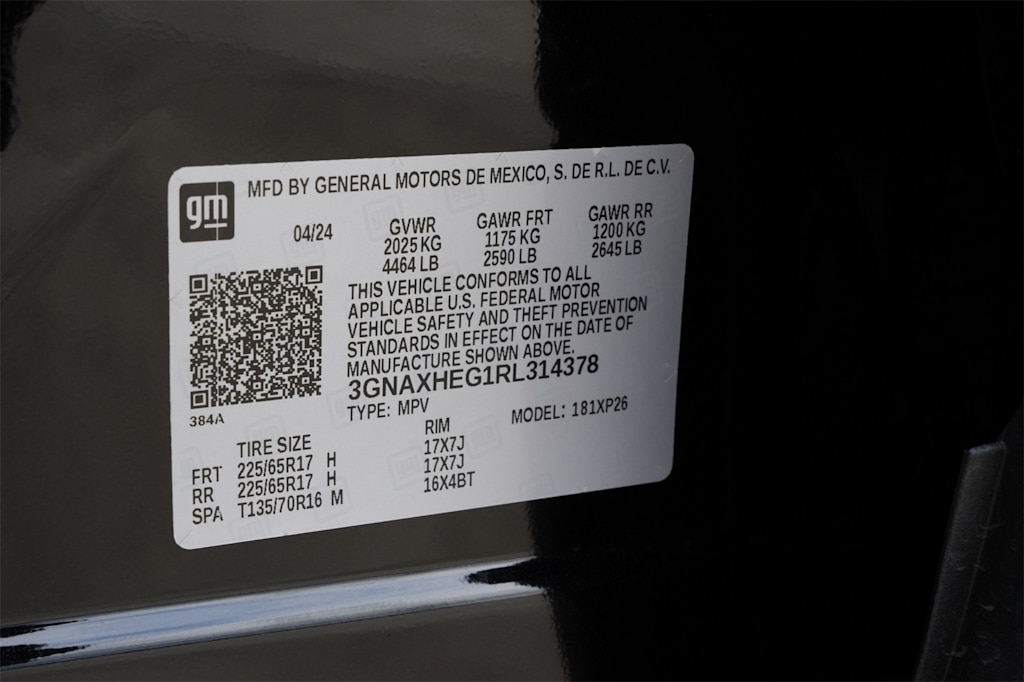 gm
MFD BY GENERAL MOTORS DE MEXICO, S. DE R.L. DE C.V.
04/24 GVWR GAWR FRT GAWR RR
2025 KG 1175 KG 1200 KG
4464 LB 2590 LB 2645 LB
THIS VEHICLE CONFORMS TO ALL
APPLICABLE U.S. FEDERAL MOTOR
VEHICLE SAFETY AND THEFT PREVENTION
STANDARDS IN EFFECT ON THE DATE OF
MANUFACTURE SHOWN ABOVE.
3GNAXHEG1RL314378
384A
TYPE: MPV MODEL: 181XP26
TIRE SIZE RIM
FRT 225/65R17 H 17X7J
RR 225/65R17 H 17X7J
SPA T135/70R16 M 16X4BT